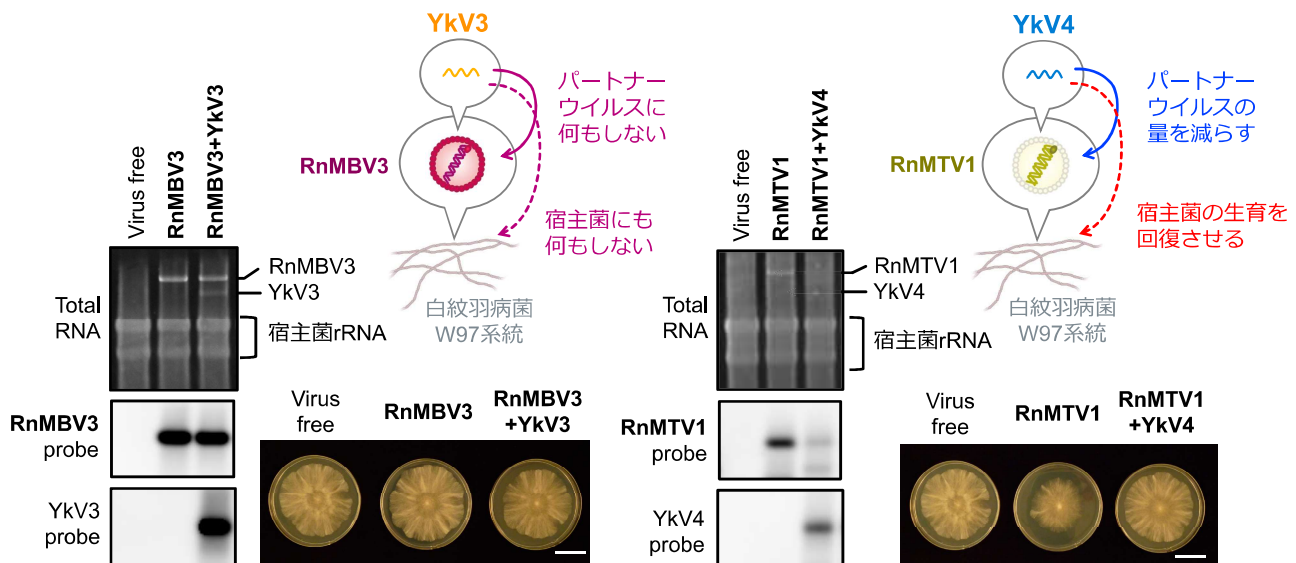 YkV3
パートナー
ウイルスに
何もしない
RnMBV3
宿主菌にも
何もしない
白紋羽病菌
W97系統
Virus free
RnMBV3
RnMBV3+YkV3
RnMBV3
YkV3
Total
RNA
宿主菌rRNA
RnMBV3
probe
YkV3
probe
Virus
free
RnMBV3
RnMBV3
+YkV3
YkV4
パートナー
ウイルスの
量を減らす
RnMTV1
宿主菌の生育を
回復させる
白紋羽病菌
W97系統
Virus free
RnMTV1
RnMTV1+YkV4
RnMTV1
YkV4
Total
RNA
宿主菌rRNA
RnMTV1
probe
YkV4
probe
Virus
free
RnMTV1
RnMTV1
+YkV4